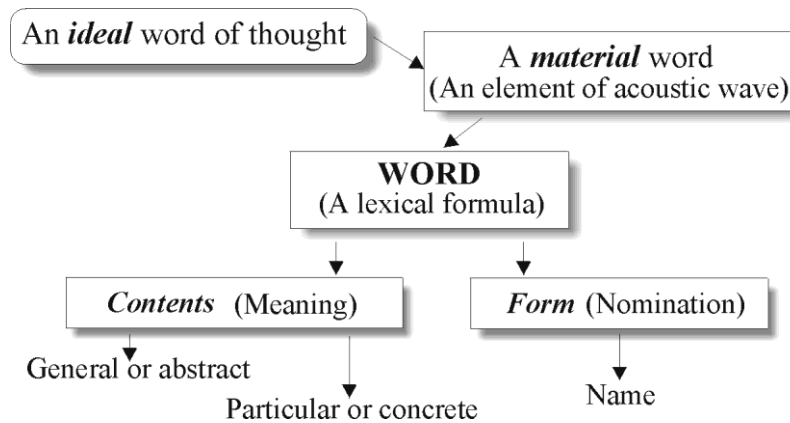 An ideal word of thought
A material word
(An element of acoustic wave)
WORD
(A lexical formula)
Contents (Meaning)
Form (Nomination)
General or abstract
Particular or concrete
Name